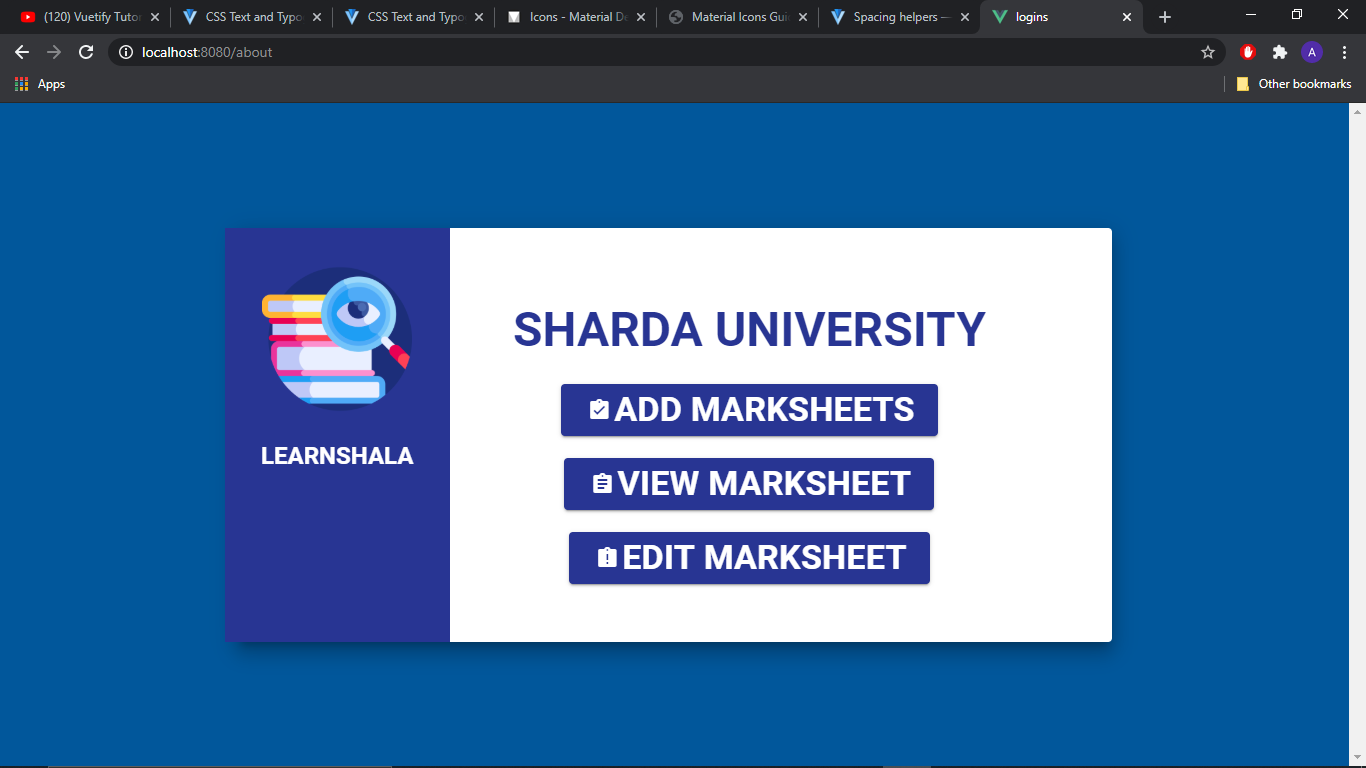 (120) Vuetify Tuto
CSS Text and Typo
CSS Text and Typo
Icons - Material De
Material Icons Gui
Spacing helpers —
logins
localhost:8080/about
A
Apps
Other bookmarks
SHARDA UNIVERSITY
ADD MARKSHEETS
LEARNSHALA
VIEW MARKSHEET
EDIT MARKSHEET